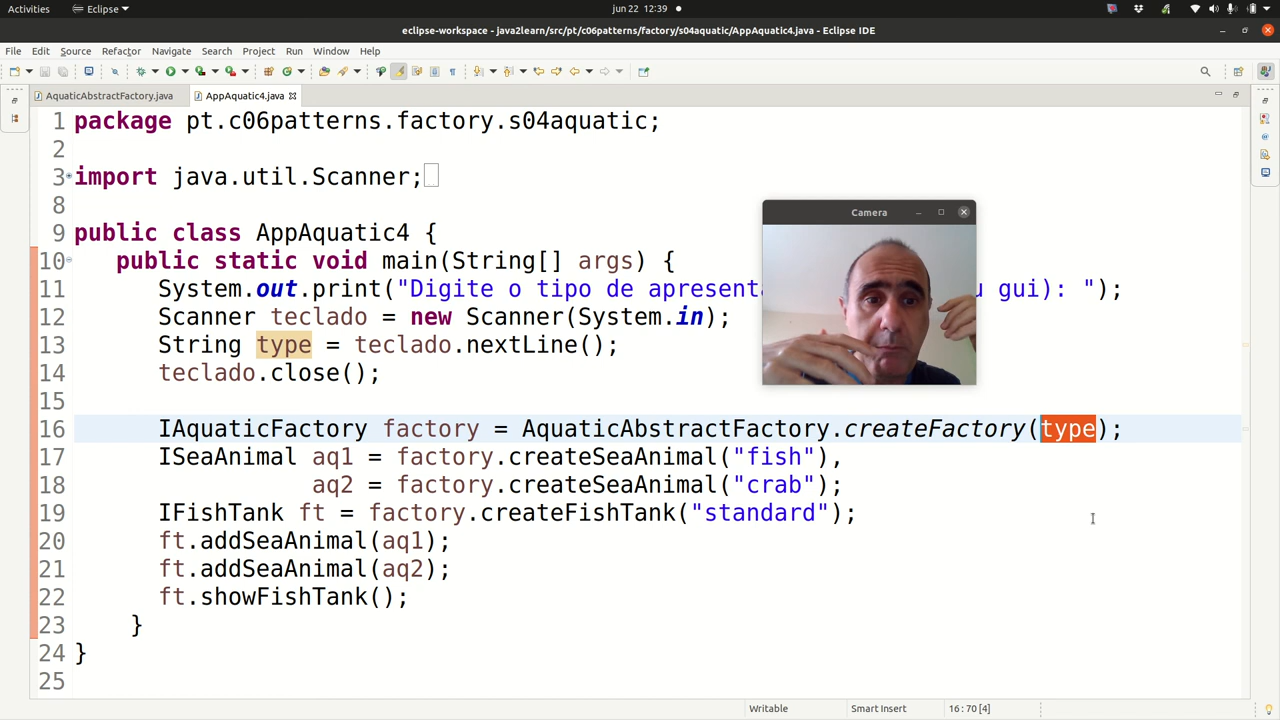 Activities
Eclipse
jun 22 12:39
eclipse-workspace - java2learn/src/pt/c06patterns/factory/s04aquatic/AppAquatic4.java - Eclipse IDE
File Edit Source Refactor Navigate Search Project Run Window Help
AquaticAbstractFactory.java
AppAquatic4.java
1 package pt.c06patterns.factory.s04aquatic;
2
3 import java.util.Scanner;
8
9 public class AppAquatic4 {
10 public static void main(String[] args) {
11 System.out.print("Digite o tipo de apresenta u gui): ");
12 Scanner teclado = new Scanner(System.in);
13 String type = teclado.nextLine();
14 teclado.close();
15
16 IAquaticFactory factory = AquaticAbstractFactory.createFactory(type);
17 ISeaAnimal aq1 = factory.createSeaAnimal("fish"),
18 aq2 = factory.createSeaAnimal("crab");
19 IFishTank ft = factory.createFishTank("standard");
20 ft.addSeaAnimal(aq1);
21 ft.addSeaAnimal(aq2);
22 ft.showFishTank();
23 }
24 }
25
Camera
Writable
Smart Insert
16 : 70 [4]